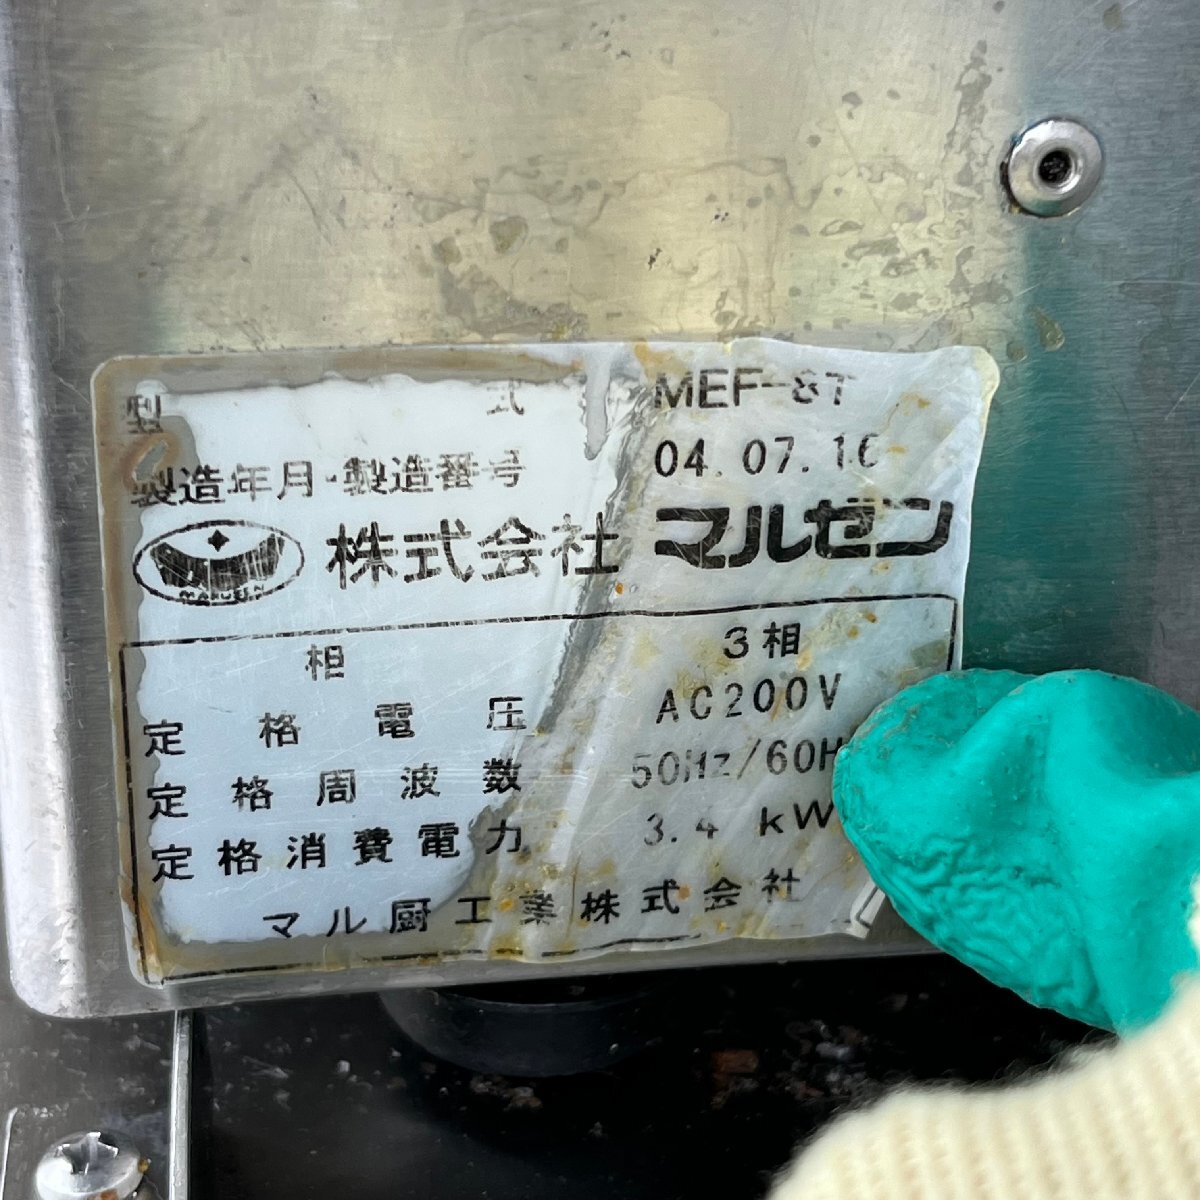 製 式 MEF-8T
製造年月・製造番号 04.07.16
MARUZEN 株式会社 マルゼン
相 3相
定格電圧 AC200V
定格周波数 50Hz/60H
定格消費電力 3.4 kW
マル厨工業株式会社